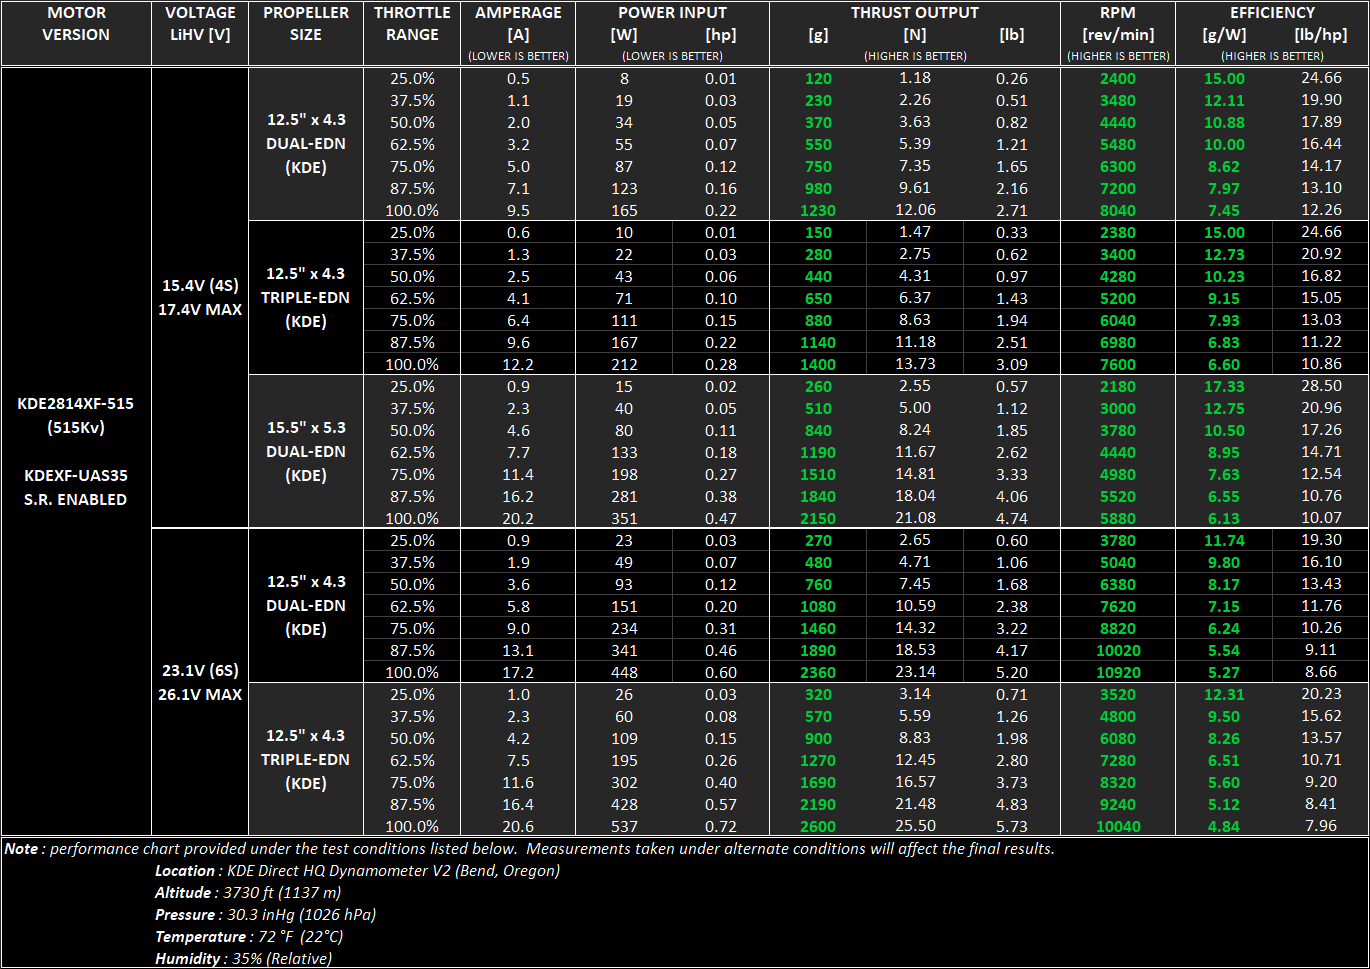 MOTOR VOLTAGE PROPELLER THROTTLE AMPERAGE POWER INPUT THRUST OUTPUT RPM EFFICIENCY
VERSION LiHV [V] SIZE RANGE [A] [W] [hp] [g] [N] [lb] [rev/min] [g/W] [lb/hp]
(LOWER IS BETTER) (LOWER IS BETTER) (HIGHER IS BETTER) (HIGHER IS BETTER) (HIGHER IS BETTER)
KDE2814XF-515
(515Kv)
KDEXF-UAS35
S.R. ENABLED
15.4V (4S)
17.4V MAX
12.5" x 4.3
DUAL-EDN
(KDE)
25.0% 0.5 8 0.01 120 1.18 0.26 2400 15.00 24.66
37.5% 1.1 19 0.03 230 2.26 0.51 3480 12.11 19.90
50.0% 2.0 34 0.05 370 3.63 0.82 4440 10.88 17.89
62.5% 3.2 55 0.07 550 5.39 1.21 5480 10.00 16.44
75.0% 5.0 87 0.12 750 7.35 1.65 6300 8.62 14.17
87.5% 7.1 123 0.16 980 9.61 2.16 7200 7.97 13.10
100.0% 9.5 165 0.22 1230 12.06 2.71 8040 7.45 12.26
12.5" x 4.3
TRIPLE-EDN
(KDE)
25.0% 0.6 10 0.01 150 1.47 0.33 2380 15.00 24.66
37.5% 1.3 22 0.03 280 2.75 0.62 3400 12.73 20.92
50.0% 2.5 43 0.06 440 4.31 0.97 4280 10.23 16.82
62.5% 4.1 71 0.10 650 6.37 1.43 5200 9.15 15.05
75.0% 6.4 111 0.15 880 8.63 1.94 6040 7.93 13.03
87.5% 9.6 167 0.22 1140 11.18 2.51 6980 6.83 11.22
100.0% 12.2 212 0.28 1400 13.73 3.09 7600 6.60 10.86
15.5" x 5.3
DUAL-EDN
(KDE)
25.0% 0.9 15 0.02 260 2.55 0.57 2180 17.33 28.50
37.5% 2.3 40 0.05 510 5.00 1.12 3000 12.75 20.96
50.0% 4.6 80 0.11 840 8.24 1.85 3780 10.50 17.26
62.5% 7.7 133 0.18 1190 11.67 2.62 4440 8.95 14.71
75.0% 11.4 198 0.27 1510 14.81 3.33 4980 7.63 12.54
87.5% 16.2 281 0.38 1840 18.04 4.06 5520 6.55 10.76
100.0% 20.2 351 0.47 2150 21.08 4.74 5880 6.13 10.07
23.1V (6S)
26.1V MAX
12.5" x 4.3
DUAL-EDN
(KDE)
25.0% 0.9 23 0.03 270 2.65 0.60 3780 11.74 19.30
37.5% 1.9 49 0.07 480 4.71 1.06 5040 9.80 16.10
50.0% 3.6 93 0.12 760 7.45 1.68 6380 8.17 13.43
62.5% 5.8 151 0.20 1080 10.59 2.38 7620 7.15 11.76
75.0% 9.0 234 0.31 1460 14.32 3.22 8820 6.24 10.26
87.5% 13.1 341 0.46 1890 18.53 4.17 10020 5.54 9.11
100.0% 17.2 448 0.60 2360 23.14 5.20 10920 5.27 8.66
12.5" x 4.3
TRIPLE-EDN
(KDE)
25.0% 1.0 26 0.03 320 3.14 0.71 3520 12.31 20.23
37.5% 2.3 60 0.08 570 5.59 1.26 4800 9.50 15.62
50.0% 4.2 109 0.15 900 8.83 1.98 6080 8.26 13.57
62.5% 7.5 195 0.26 1270 12.45 2.80 7280 6.51 10.71
75.0% 11.6 302 0.40 1690 16.57 3.73 8320 5.60 9.20
87.5% 16.4 428 0.57 2190 21.48 4.83 9240 5.12 8.41
100.0% 20.6 537 0.72 2600 25.50 5.73 10040 4.84 7.96
Note : performance chart provided under the test conditions listed below. Measurements taken under alternate conditions will affect the final results.
Location : KDE Direct HQ Dynamometer V2 (Bend, Oregon)
Altitude : 3730 ft (1137 m)
Pressure : 30.3 inHg (1026 hPa)
Temperature : 72 °F (22°C)
Humidity : 35% (Relative)